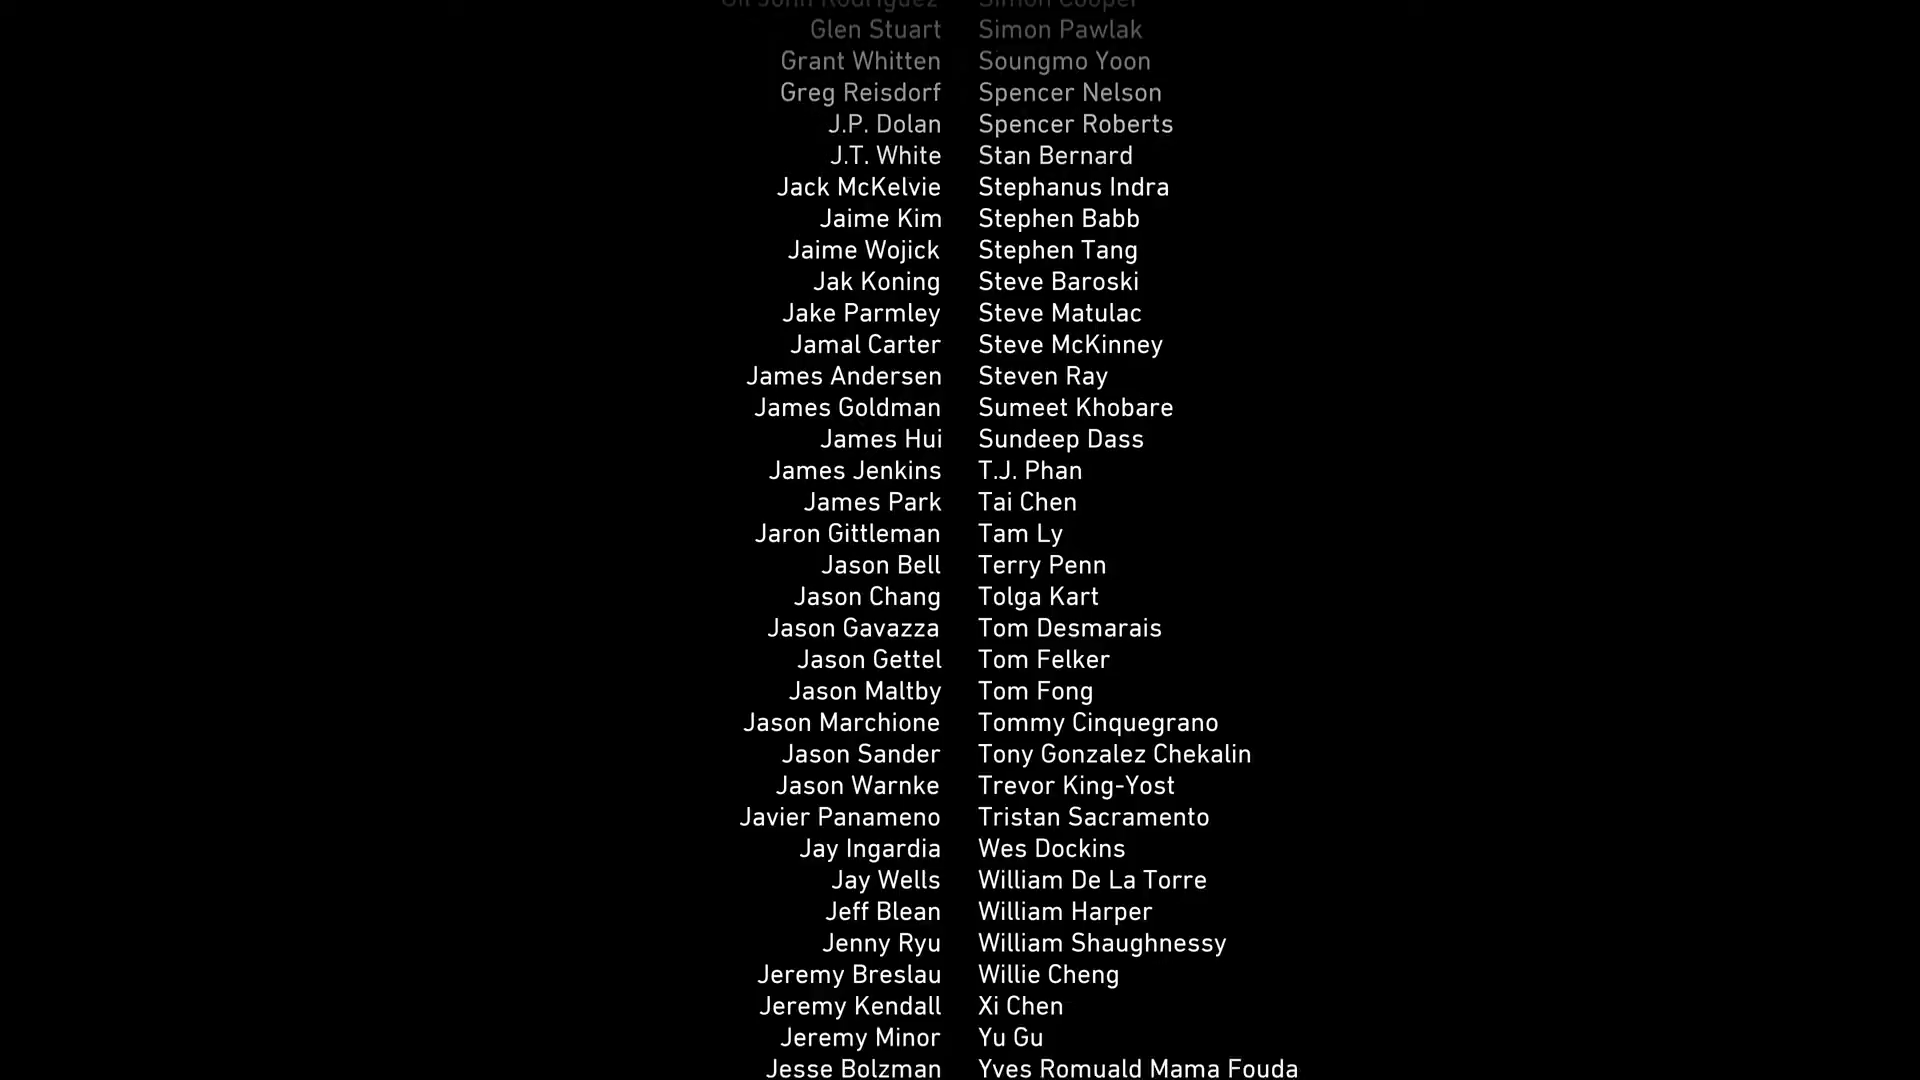 John Rodriguez Simon Cooper
Glen Stuart Simon Pawlak
Grant Whitten Soungmo Yoon
Greg Reisdorf Spencer Nelson
J.P. Dolan Spencer Roberts
J.T. White Stan Bernard
Jack McKelvie Stephanus Indra
Jaime Kim Stephen Babb
Jaime Wojick Stephen Tang
Jak Koning Steve Baroski
Jake Parmley Steve Matulac
Jamal Carter Steve McKinney
James Andersen Steven Ray
James Goldman Sumeet Khobare
James Hui Sundeep Dass
James Jenkins T.J. Phan
James Park Tai Chen
Jaron Gittleman Tam Ly
Jason Bell Terry Penn
Jason Chang Tolga Kart
Jason Gavazza Tom Desmarais
Jason Gettel Tom Felker
Jason Maltby Tom Fong
Jason Marchione Tommy Cinquegrano
Jason Sander Tony Gonzalez Chekalin
Jason Warnke Trevor King-Yost
Javier Panameno Tristan Sacramento
Jay Ingardia Wes Dockins
Jay Wells William De La Torre
Jeff Blean William Harper
Jenny Ryu William Shaughnessy
Jeremy Breslau Willie Cheng
Jeremy Kendall Xi Chen
Jeremy Minor Yu Gu
Jesse Bolzman Yves Romuald Mama Fouda